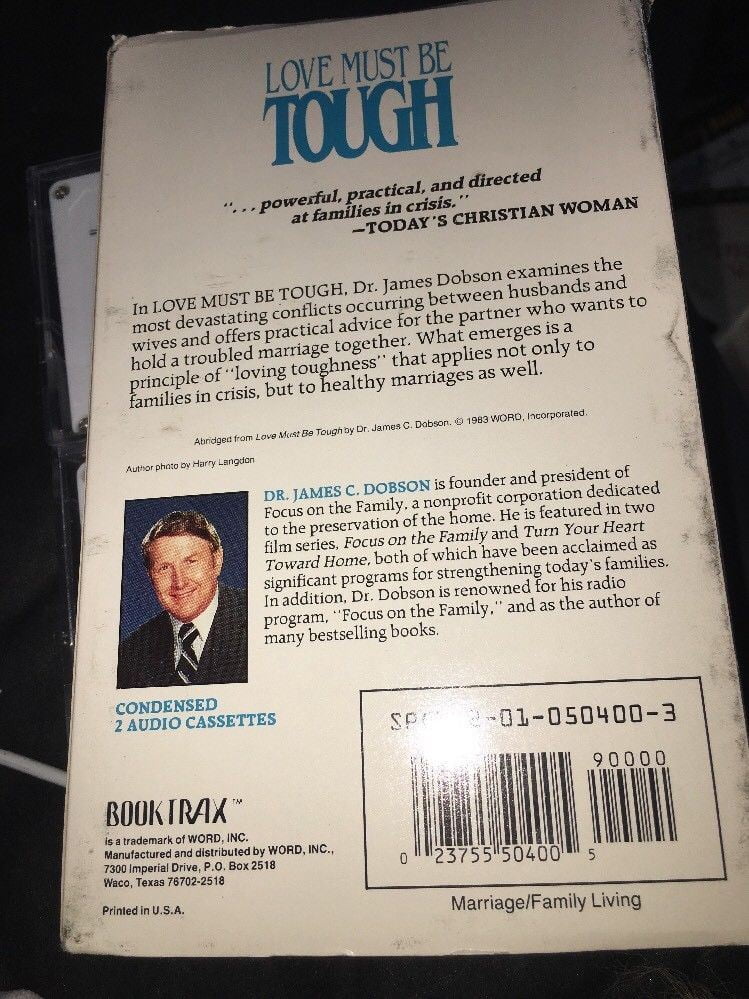 LOVE MUST BE
TOUGH
". . . powerful, practical, and directed
at families in crisis."
—TODAY'S CHRISTIAN WOMAN
In LOVE MUST BE TOUGH, Dr. James Dobson examines the
most devastating conflicts occurring between husbands and
wives and offers practical advice for the partner who wants to
hold a troubled marriage together. What emerges is a
principle of "loving toughness" that applies not only to
families in crisis, but to healthy marriages as well.
Abridged from Love Must Be Tough by Dr. James C. Dobson. © 1983 WORD, Incorporated.
Author photo by Harry Langdon
DR. JAMES C. DOBSON is founder and president of
Focus on the Family, a nonprofit corporation dedicated
to the preservation of the home. He is featured in two
film series, Focus on the Family and Turn Your Heart
Toward Home, both of which have been acclaimed as
significant programs for strengthening today's families.
In addition, Dr. Dobson is renowned for his radio
program, "Focus on the Family," and as the author of
many bestselling books.
CONDENSED
2 AUDIO CASSETTES
-01-050400-3
90000
0 23755 50400 5
BOOKTRAX™
is a trademark of WORD, INC.
Manufactured and distributed by WORD, INC.,
7300 Imperial Drive, P.O. Box 2518
Waco, Texas 76702-2518
Printed in U.S.A.
Marriage/Family Living